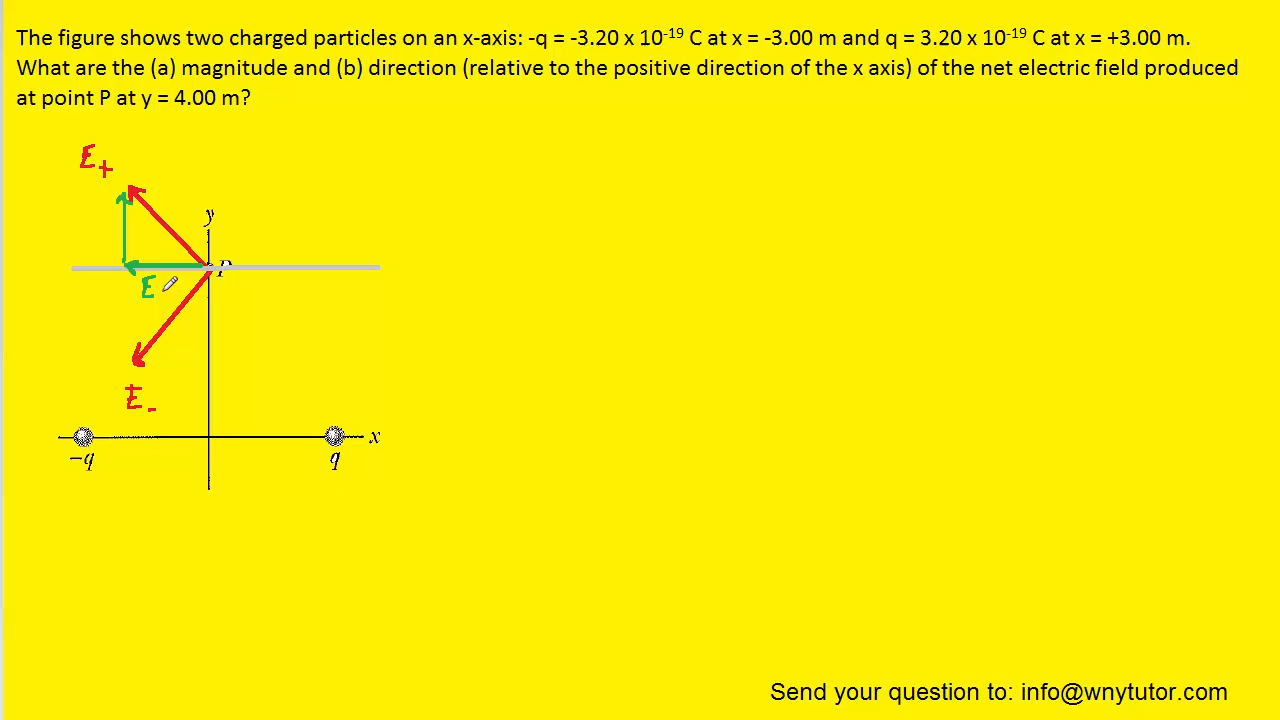 The figure shows two charged particles on an x-axis: -q = -3.20 x 10⁻¹⁹ C at x = -3.00 m and q = 3.20 x 10⁻¹⁹ C at x = +3.00 m.
What are the (a) magnitude and (b) direction (relative to the positive direction of the x axis) of the net electric field produced
at point P at y = 4.00 m?
E+
y
P
E
E-
x
-q
q
Send your question to: info@wnytutor.com